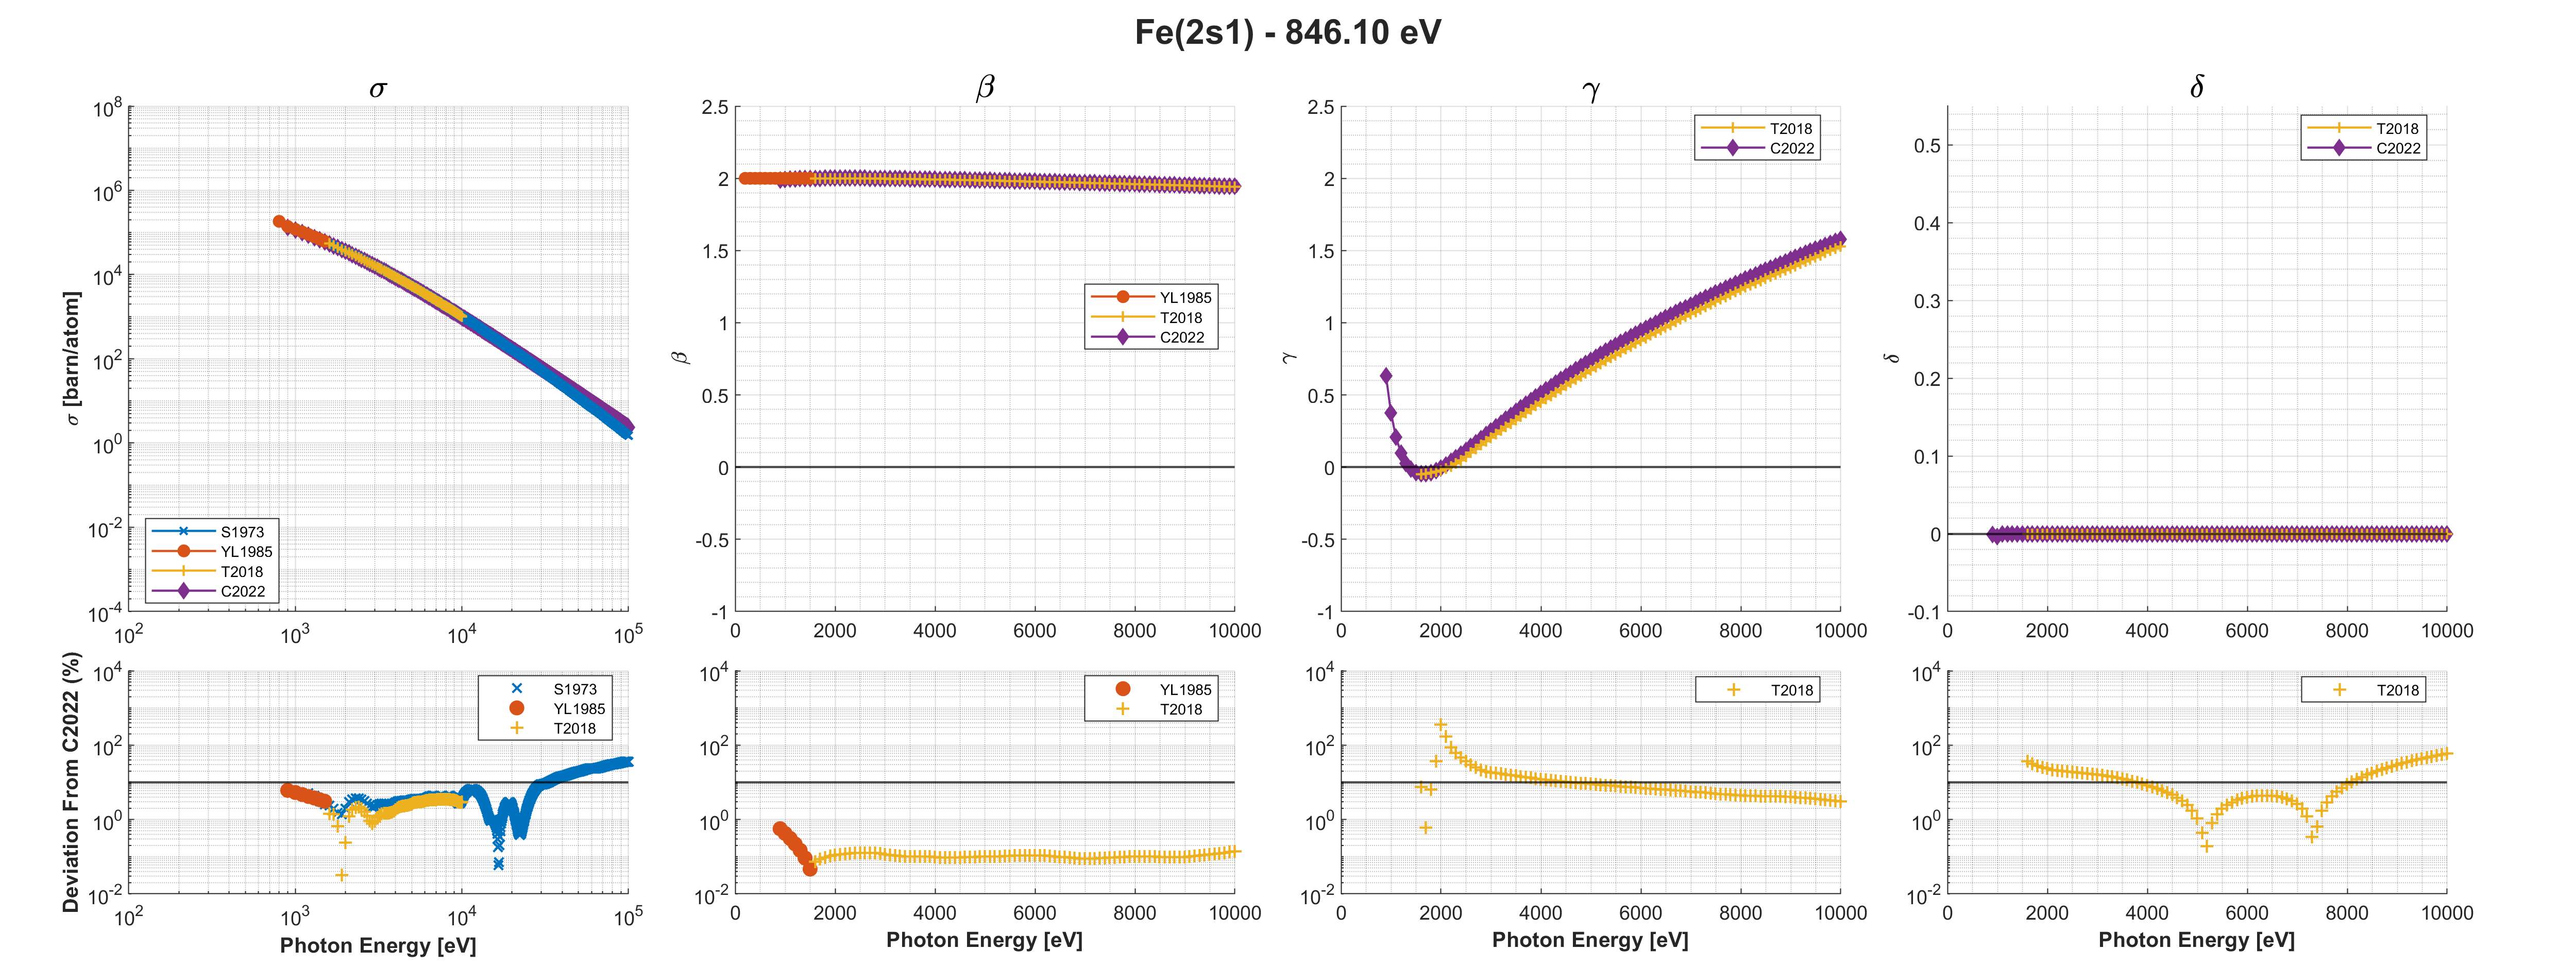 Fe(2s1) - 846.10 eV
σ
10^8
10^6
10^4
10^2
10^0
10^-2
10^-4
10^2
10^3
10^4
10^5
σ [barn/atom]
S1973
YL1985
T2018
C2022
β
2.5
2
1.5
1
0.5
0
-0.5
-1
0
2000
4000
6000
8000
10000
β
YL1985
T2018
C2022
γ
2.5
2
1.5
1
0.5
0
-0.5
-1
0
2000
4000
6000
8000
10000
γ
T2018
C2022
δ
0.5
0.4
0.3
0.2
0.1
0
-0.1
0
2000
4000
6000
8000
10000
δ
T2018
C2022
Deviation From C2022 (%)
10^4
10^2
10^0
10^-2
10^2
10^3
10^4
10^5
S1973
YL1985
T2018
Photon Energy [eV]
10^4
10^2
10^0
10^-2
0
2000
4000
6000
8000
10000
YL1985
T2018
Photon Energy [eV]
10^4
10^2
10^0
10^-2
0
2000
4000
6000
8000
10000
T2018
Photon Energy [eV]
10^4
10^2
10^0
10^-2
0
2000
4000
6000
8000
10000
T2018
Photon Energy [eV]